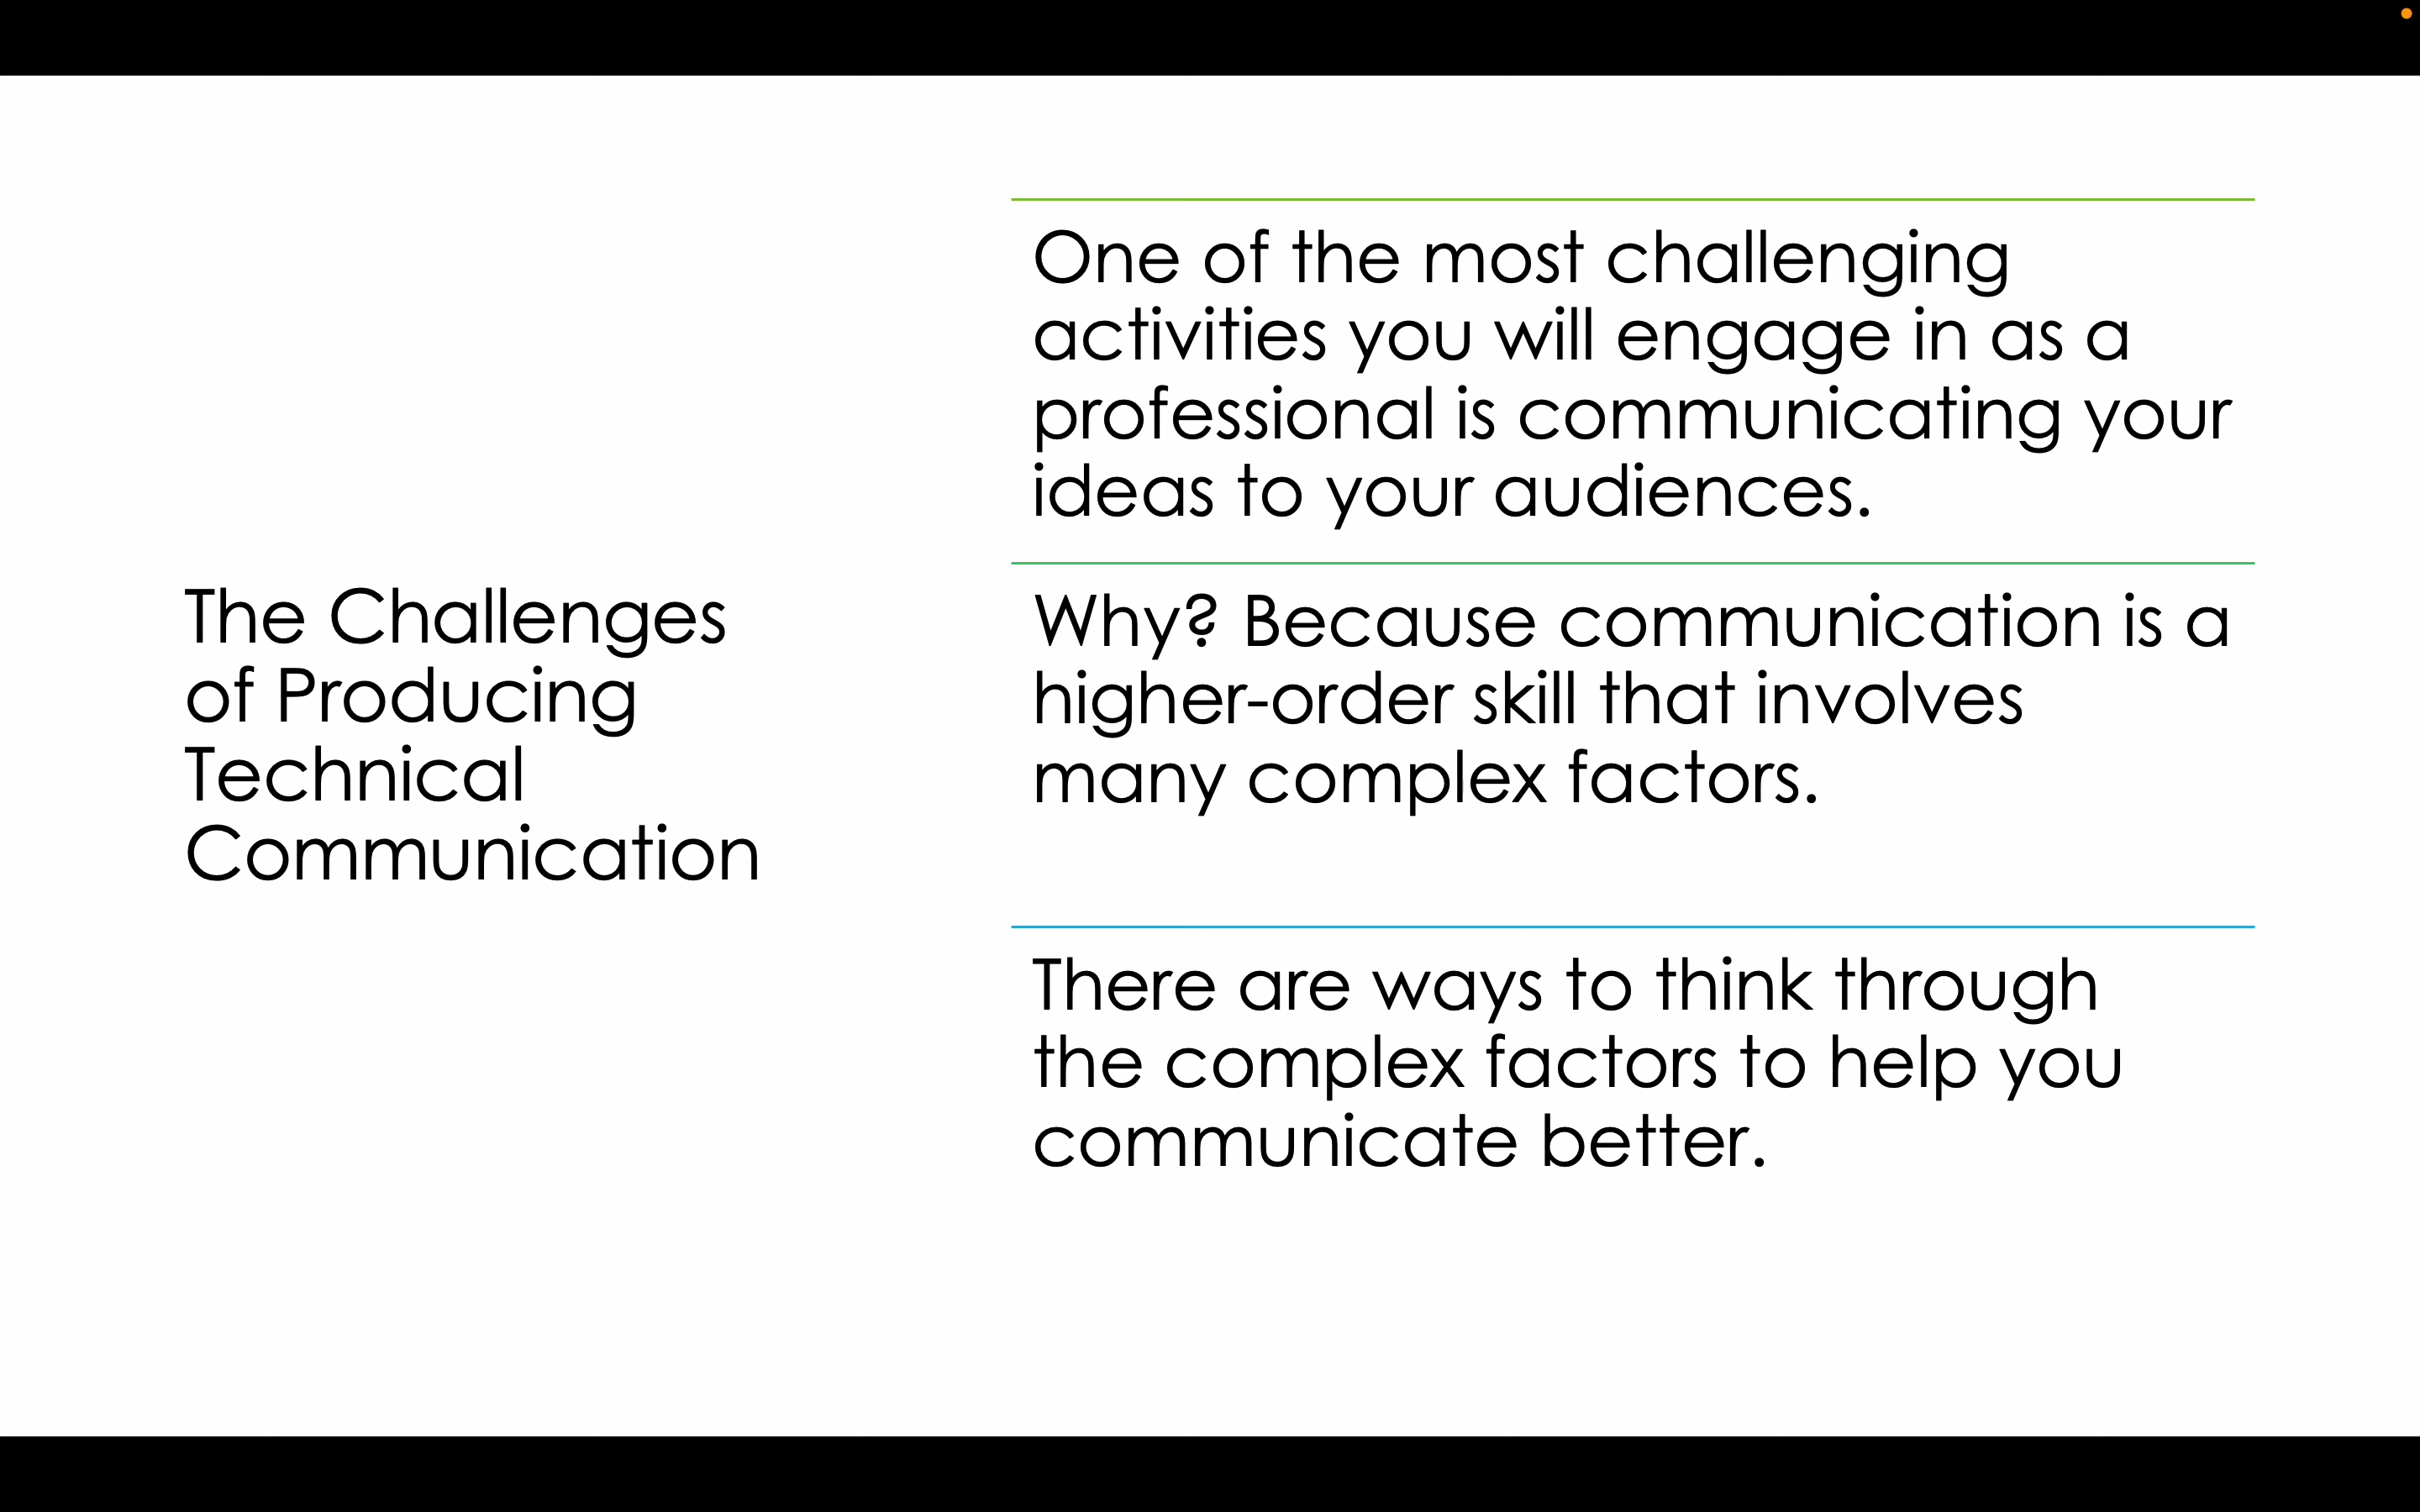 The Challenges
of Producing
Technical
Communication
One of the most challenging
activities you will engage in as a
professional is communicating your
ideas to your audiences.
Why? Because communication is a
higher-order skill that involves
many complex factors.
There are ways to think through
the complex factors to help you
communicate better.